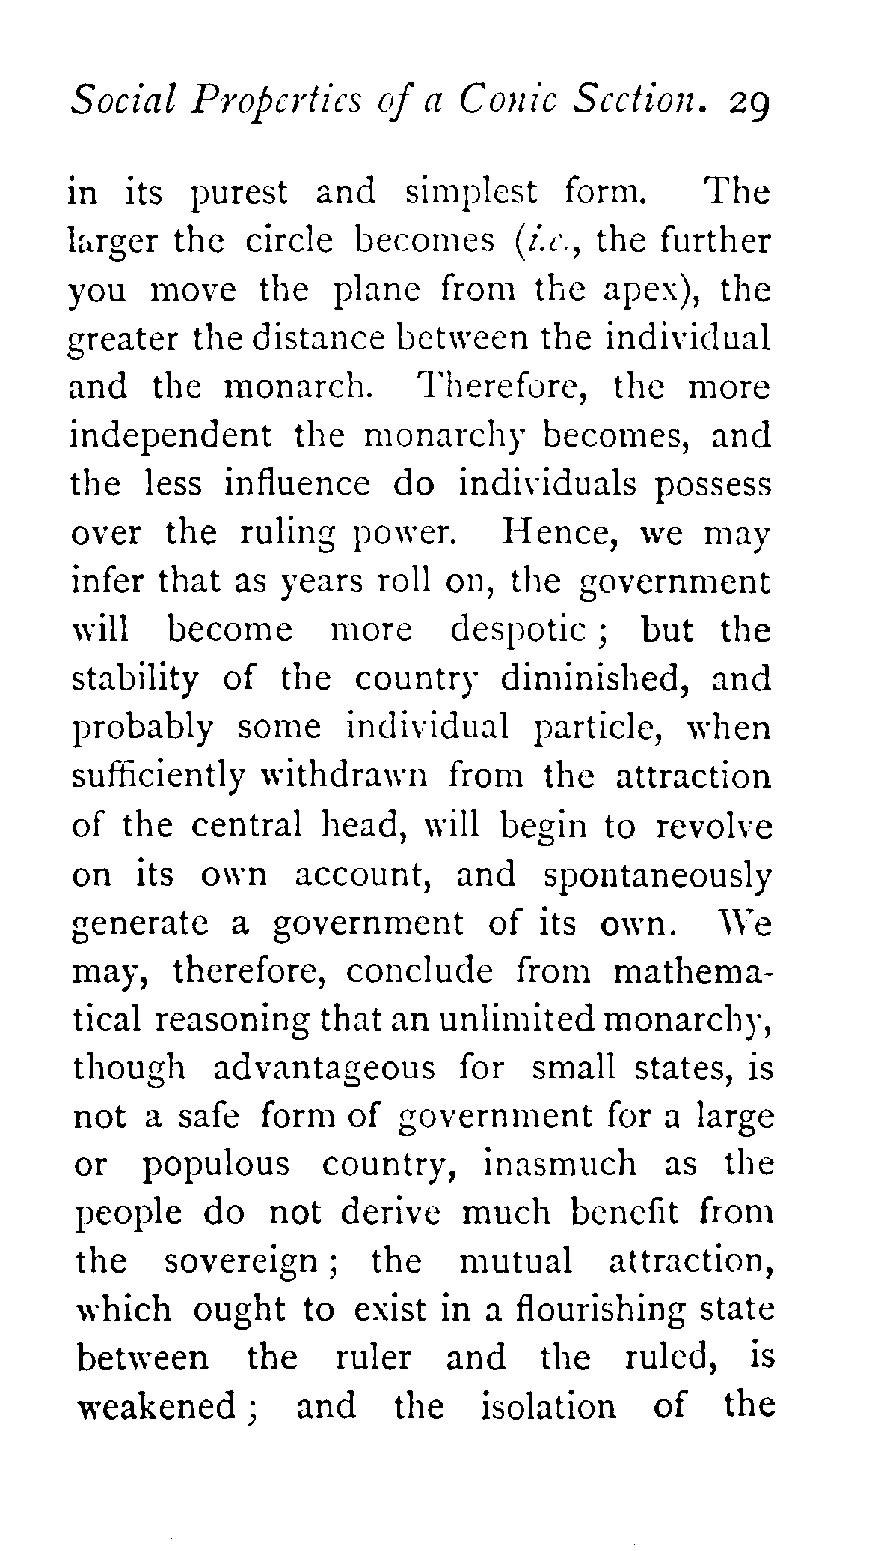 Social Properties of a Conic Section. 29
in its purest and simplest form. The
larger the circle becomes (i.e., the further
you move the plane from the apex), the
greater the distance between the individual
and the monarch. Therefore, the more
independent the monarchy becomes, and
the less influence do individuals possess
over the ruling power. Hence, we may
infer that as years roll on, the government
will become more despotic ; but the
stability of the country diminished, and
probably some individual particle, when
sufficiently withdrawn from the attraction
of the central head, will begin to revolve
on its own account, and spontaneously
generate a government of its own. We
may, therefore, conclude from mathema-
tical reasoning that an unlimited monarchy,
though advantageous for small states, is
not a safe form of government for a large
or populous country, inasmuch as the
people do not derive much benefit from
the sovereign ; the mutual attraction,
which ought to exist in a flourishing state
between the ruler and the ruled, is
weakened ; and the isolation of the